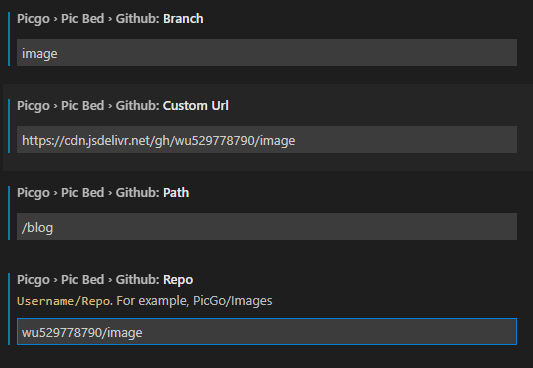 Picgo › Pic Bed › Github: Branch
image
Picgo › Pic Bed › Github: Custom Url
https://cdn.jsdelivr.net/gh/wu529778790/image
Picgo › Pic Bed › Github: Path
/blog
Picgo › Pic Bed › Github: Repo
Username/Repo. For example, PicGo/Images
wu529778790/image